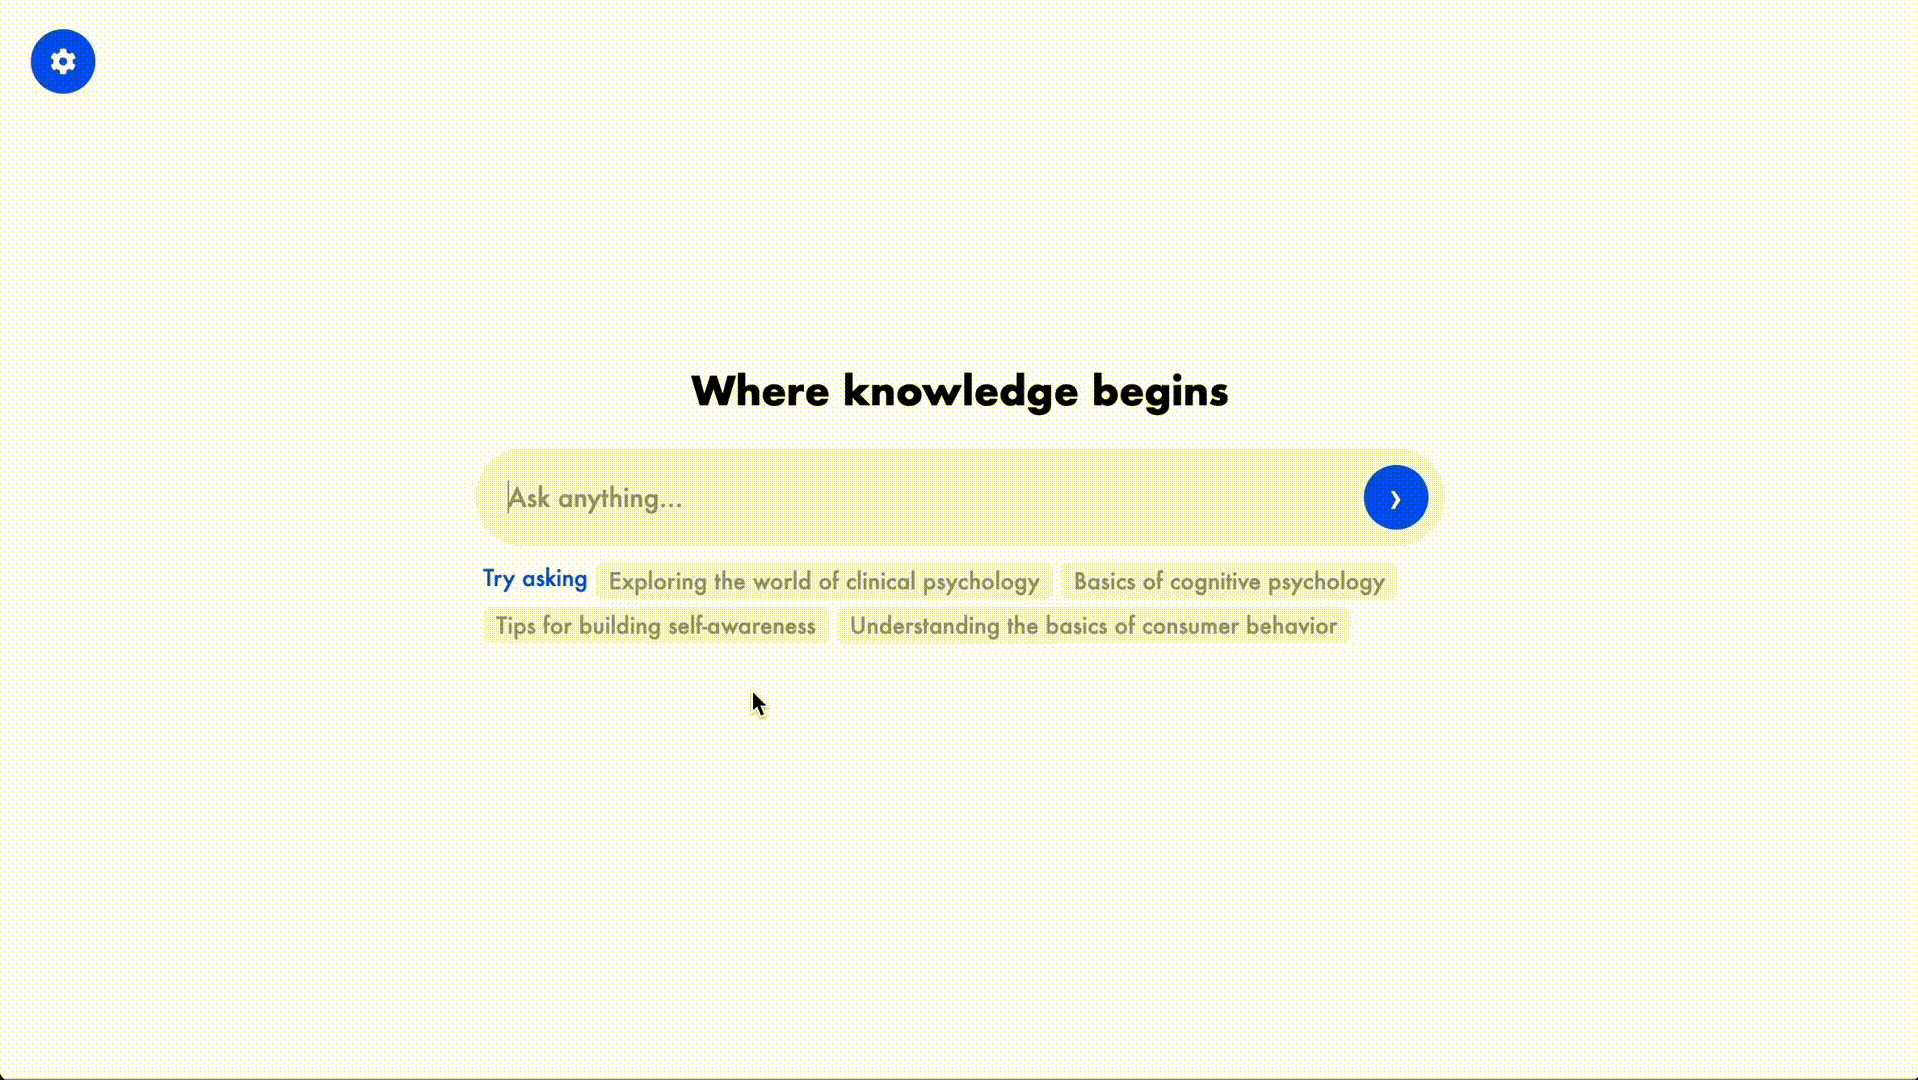 Where knowledge begins
Ask anything...
Try asking Exploring the world of clinical psychology Basics of cognitive psychology
Tips for building self-awareness Understanding the basics of consumer behavior